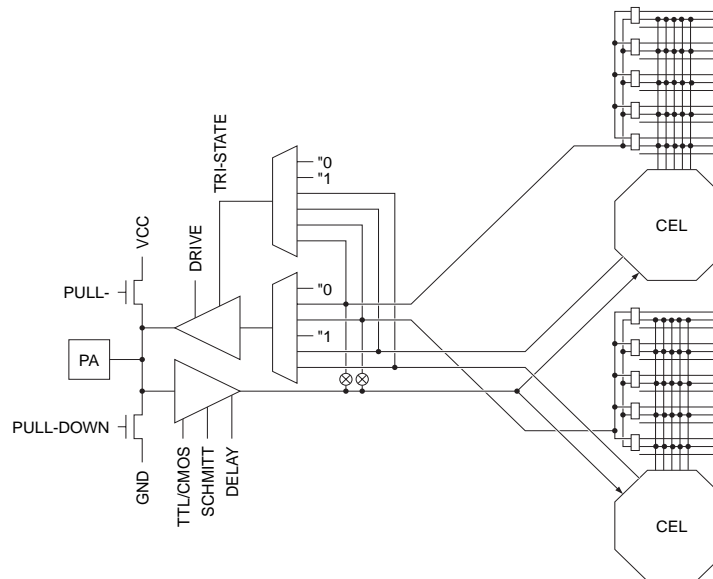 TRI-STATE
"0
"1
CEL
VCC
DRIVE
PULL-
"0
"1
PA
PULL-DOWN
GND
TTL/CMOS
SCHMITT
DELAY
CEL